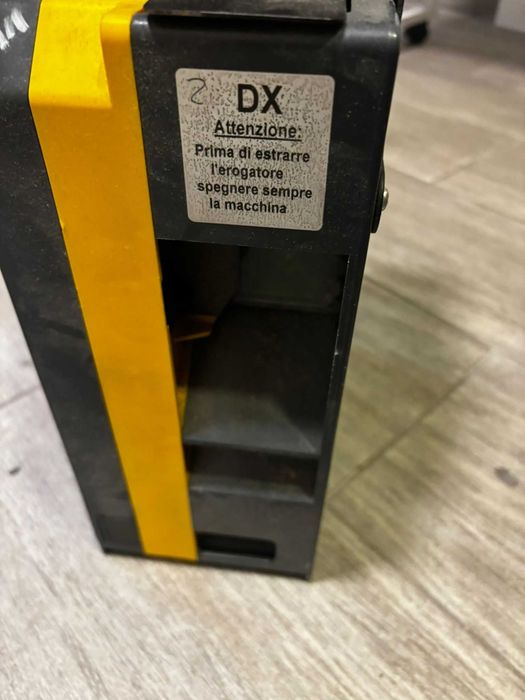 2 DX
Attenzione:
Prima di estrarre
l'erogatore
spegnere sempre
la macchina